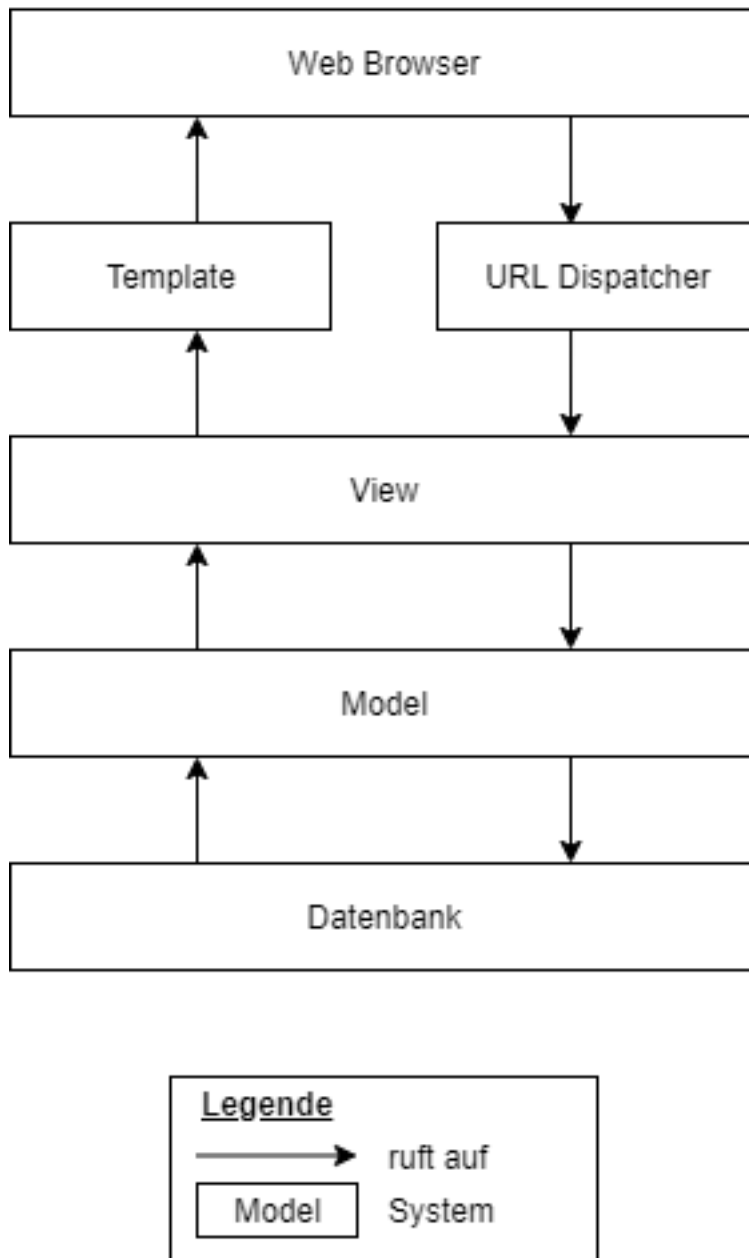 Web Browser
Template
URL Dispatcher
View
Model
Datenbank
Legende
ruft auf
Model
System